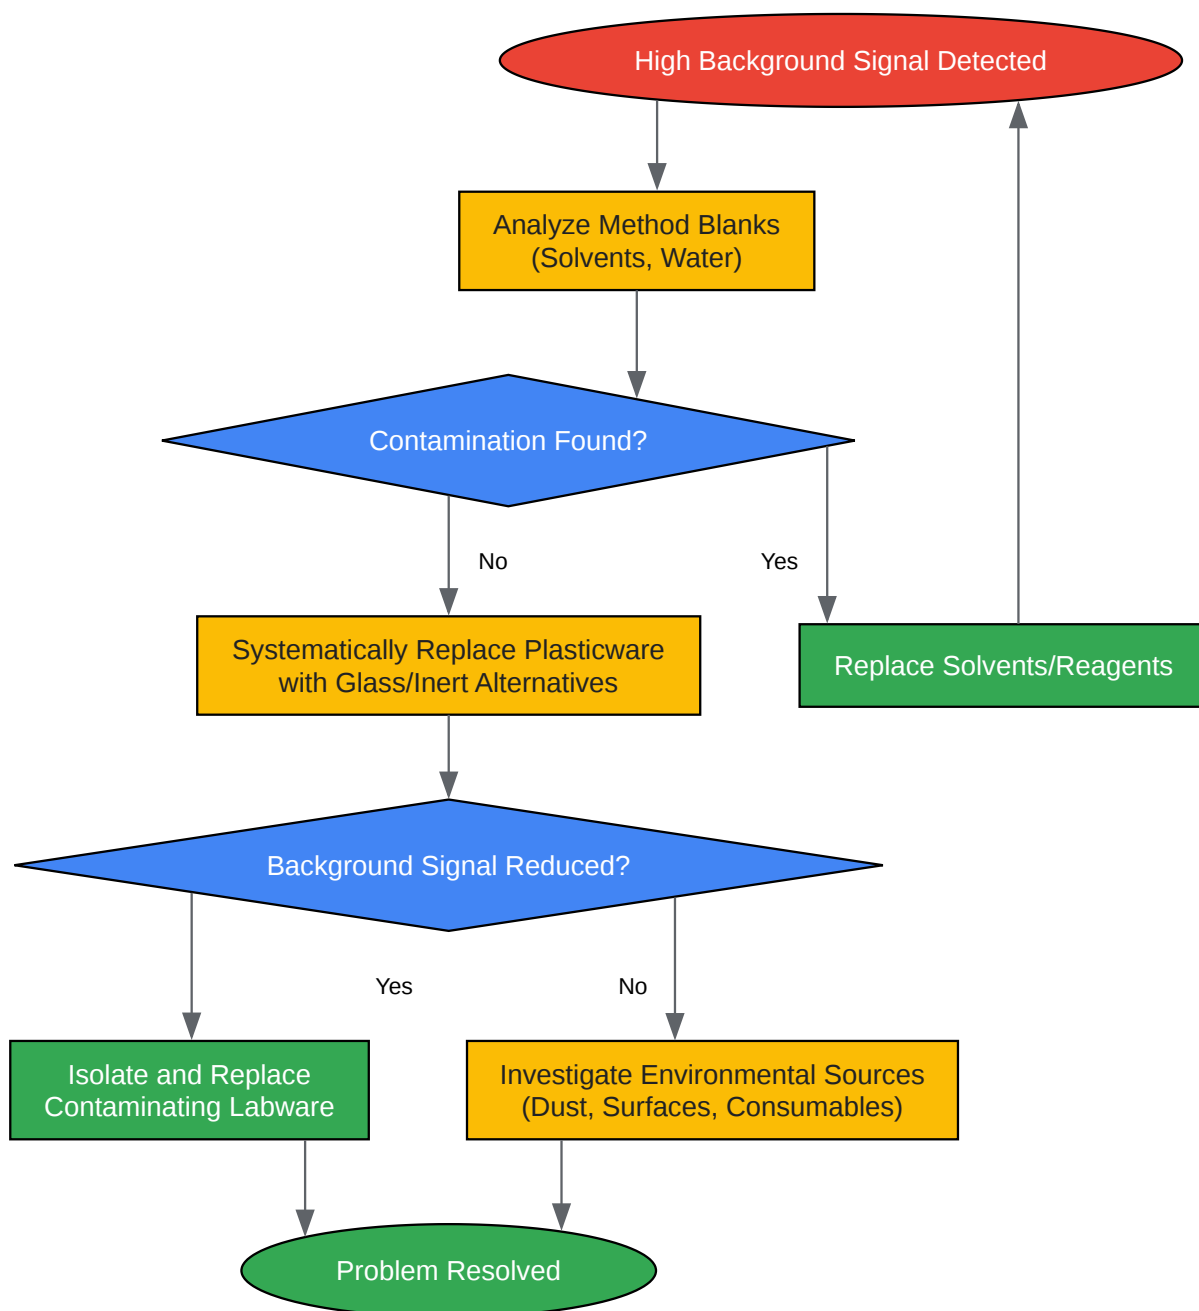 High Background Signal Detected
Analyze Method Blanks
(Solvents, Water)
Contamination Found?
No
Yes
Systematically Replace Plasticware
with Glass/Inert Alternatives
Replace Solvents/Reagents
Background Signal Reduced?
Yes
No
Isolate and Replace
Contaminating Labware
Investigate Environmental Sources
(Dust, Surfaces, Consumables)
Problem Resolved